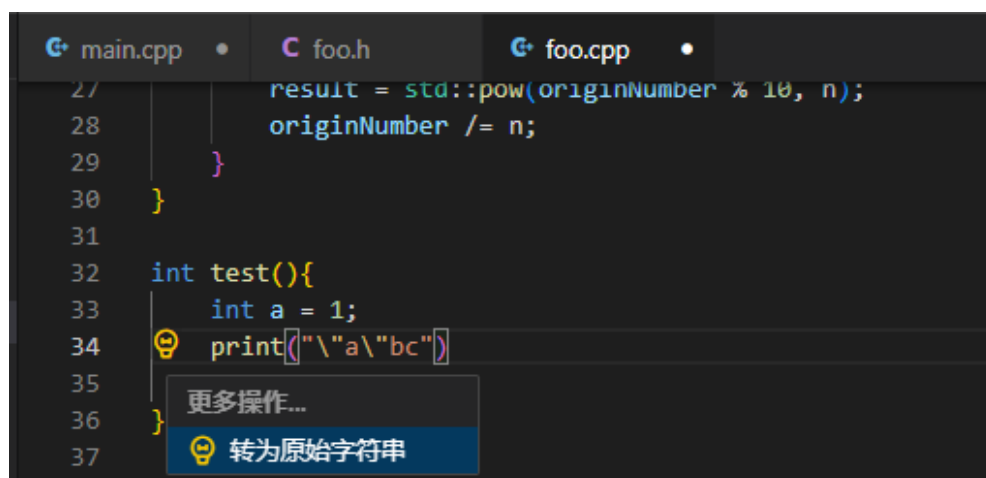 main.cpp foo.h foo.cpp
27 result = std::pow(originNumber % 10, n);
28 originNumber /= n;
29 }
30 }
31
32 int test(){
33 int a = 1;
34 print("\"a\"bc")
35
更多操作...
36 }
转为原始字符串
37